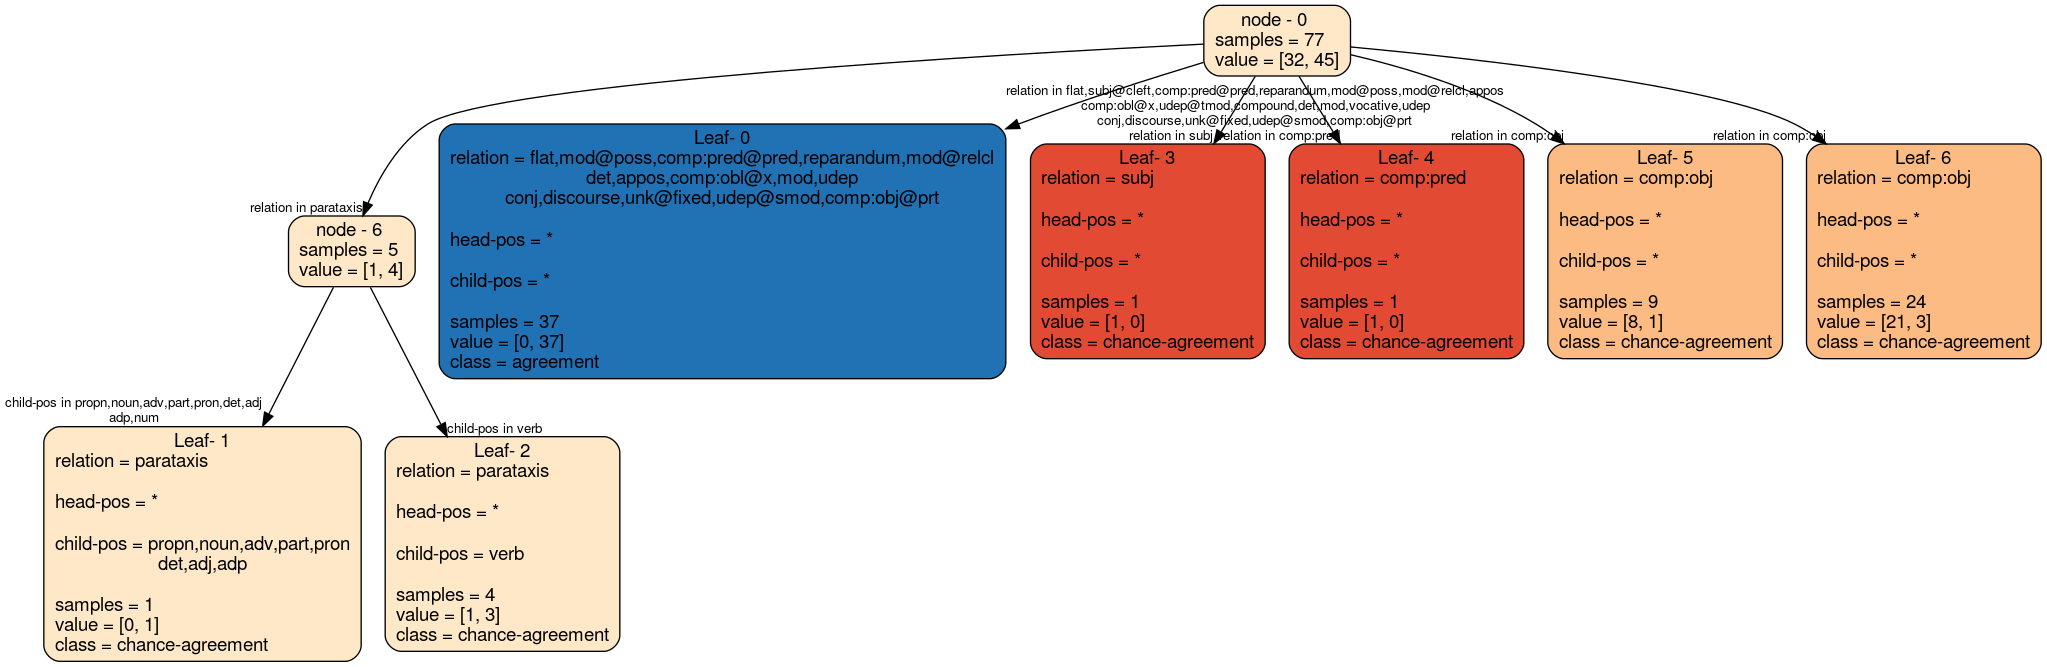 node - 0
samples = 77
value = [32, 45]
relation in flat,subj@cleft,comp:pred@pred,reparandum,mod@poss,mod@relcl,appos
comp:obl@x,udep@tmod,compound,det,mod,vocative,udep
conj,discourse,unk@fixed,udep@smod,comp:obj@prt
relation in subj
relation in comp:pred
relation in comp:obj
relation in comp:obj
relation in parataxis
Leaf- 0
relation = flat,mod@poss,comp:pred@pred,reparandum,mod@relcl
det,appos,comp:obl@x,mod,udep
conj,discourse,unk@fixed,udep@smod,comp:obj@prt
head-pos = *
child-pos = *
samples = 37
value = [0, 37]
class = agreement
Leaf- 3
relation = subj
head-pos = *
child-pos = *
samples = 1
value = [1, 0]
class = chance-agreement
Leaf- 4
relation = comp:pred
head-pos = *
child-pos = *
samples = 1
value = [1, 0]
class = chance-agreement
Leaf- 5
relation = comp:obj
head-pos = *
child-pos = *
samples = 9
value = [8, 1]
class = chance-agreement
Leaf- 6
relation = comp:obj
head-pos = *
child-pos = *
samples = 24
value = [21, 3]
class = chance-agreement
node - 6
samples = 5
value = [1, 4]
child-pos in propn,noun,adv,part,pron,det,adj
adp,num
child-pos in verb
Leaf- 1
relation = parataxis
head-pos = *
child-pos = propn,noun,adv,part,pron
det,adj,adp
samples = 1
value = [0, 1]
class = chance-agreement
Leaf- 2
relation = parataxis
head-pos = *
child-pos = verb
samples = 4
value = [1, 3]
class = chance-agreement